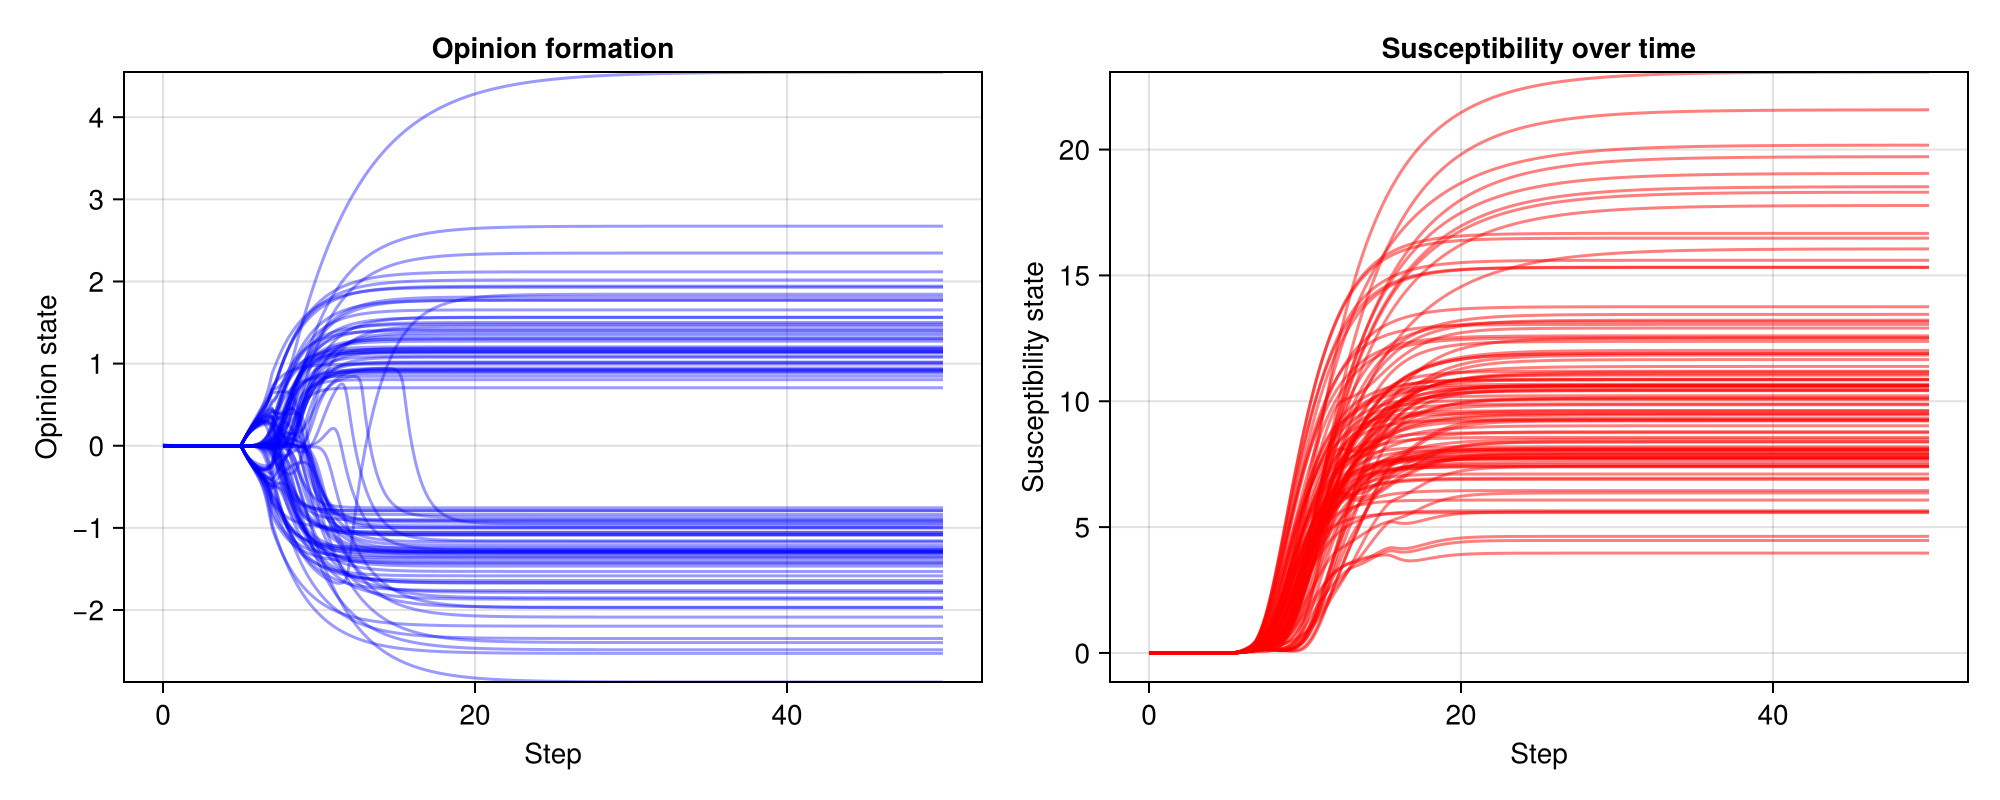 Opinion formation
Opinion state
4
3
2
1
0
−1
−2
0 20 40
Step
Susceptibility over time
Susceptibility state
20
15
10
5
0
0 20 40
Step